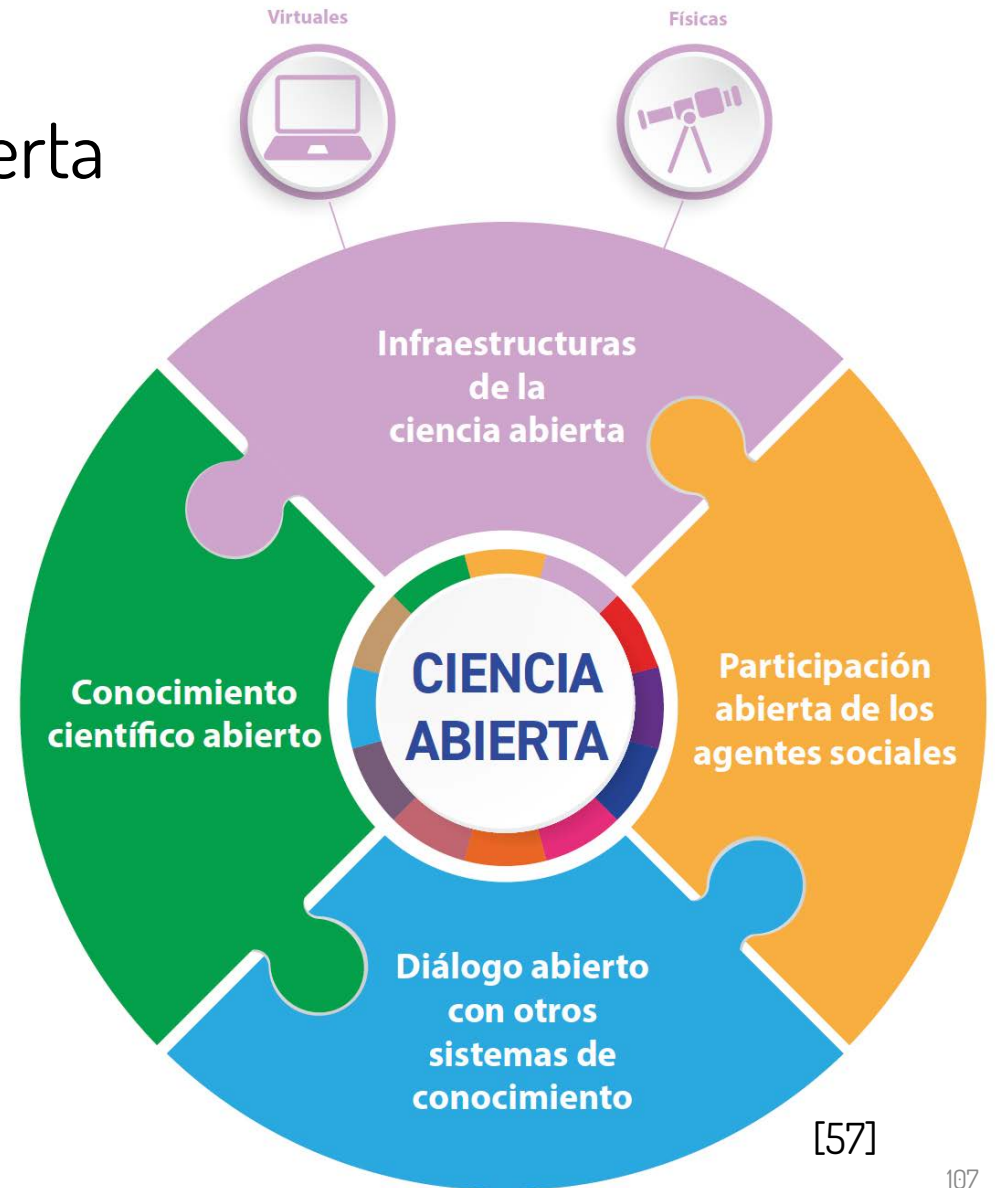 erta
Virtuales
Físicas
Infraestructuras
de la
ciencia abierta
Conocimiento
científico abierto
CIENCIA
ABIERTA
Participación
abierta de los
agentes sociales
Diálogo abierto
con otros
sistemas de
conocimiento
[57]
107